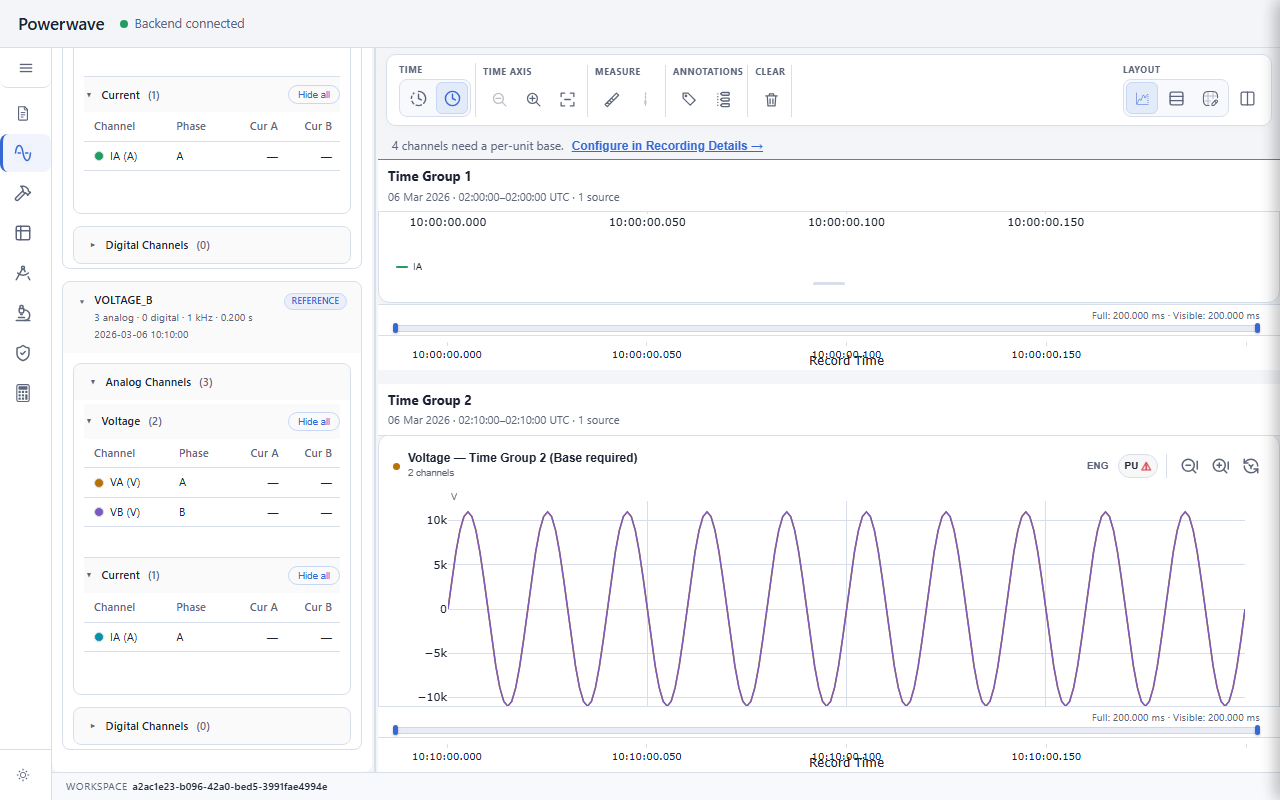 Powerwave
Backend connected
Current (1)
Hide all
Channel Phase Cur A Cur B
IA (A) A — —
Digital Channels (0)
VOLTAGE_B
REFERENCE
3 analog · 0 digital · 1 kHz · 0.200 s
2026-03-06 10:10:00
Analog Channels (3)
Voltage (2)
Hide all
Channel Phase Cur A Cur B
VA (V) A — —
VB (V) B — —
Current (1)
Hide all
Channel Phase Cur A Cur B
IA (A) A — —
Digital Channels (0)
TIME
TIME AXIS
MEASURE
ANNOTATIONS
CLEAR
LAYOUT
4 channels need a per-unit base. Configure in Recording Details →
Time Group 1
06 Mar 2026 · 02:00:00–02:00:00 UTC · 1 source
10:00:00.000 10:00:00.050 10:00:00.100 10:00:00.150
IA
Full: 200.000 ms · Visible: 200.000 ms
10:00:00.000 10:00:00.050 10:00:00.100 10:00:00.150
Record Time
Time Group 2
06 Mar 2026 · 02:10:00–02:10:00 UTC · 1 source
Voltage — Time Group 2 (Base required)
2 channels
ENG
PU
V
10k
5k
0
−5k
−10k
Full: 200.000 ms · Visible: 200.000 ms
10:10:00.000 10:10:00.050 10:10:00.100 10:10:00.150
Record Time
WORKSPACE a2ac1e23-b096-42a0-bed5-3991fae4994e